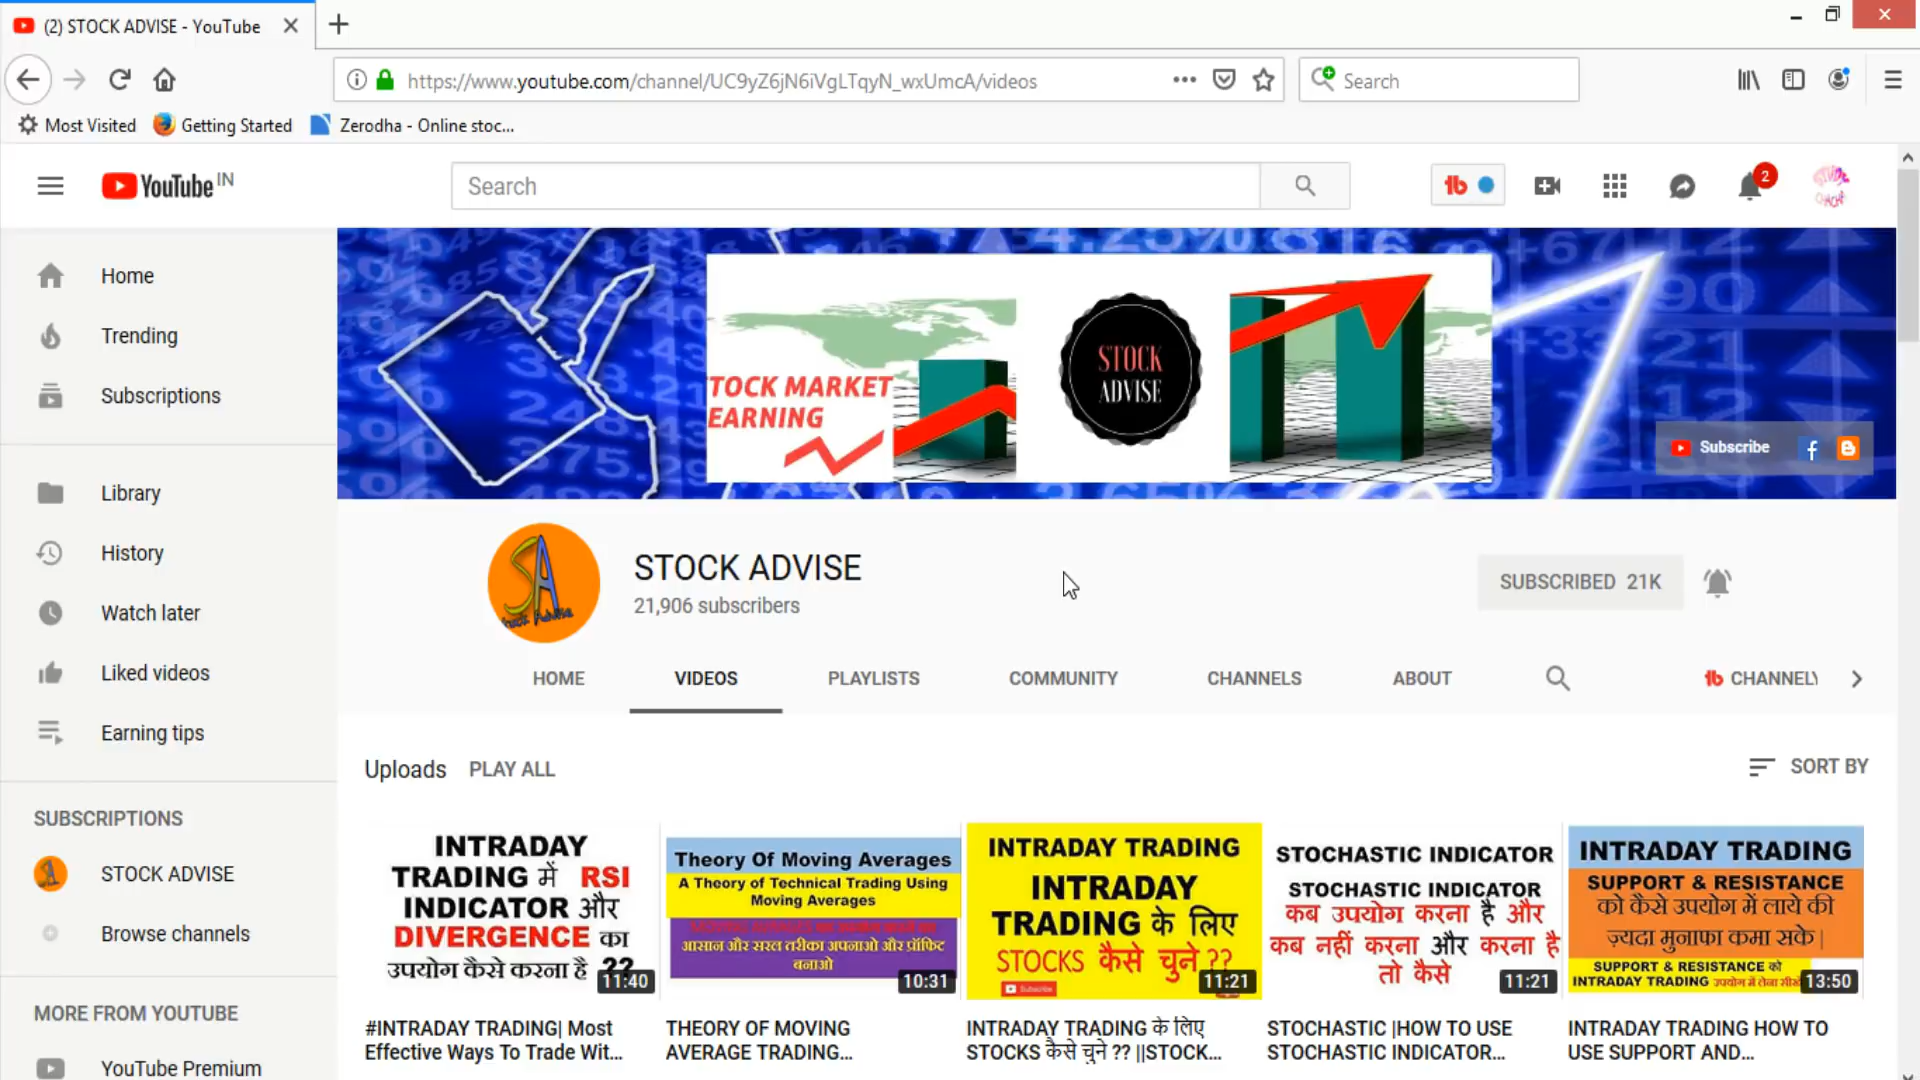 (2) STOCK ADVISE - YouTube
https://www.youtube.com/channel/UC9yZ6jN6iVgLTqyN_wxUmcA/videos
Search
Most Visited
Getting Started
Zerodha - Online stoc...
YouTube IN
Search
2
Home
Trending
Subscriptions
Library
History
Watch later
Liked videos
Earning tips
SUBSCRIPTIONS
STOCK ADVISE
Browse channels
MORE FROM YOUTUBE
YouTube Premium
TOCK MARKET
EARNING
STOCK
ADVISE
Subscribe
STOCK ADVISE
21,906 subscribers
SUBSCRIBED 21K
HOME
VIDEOS
PLAYLISTS
COMMUNITY
CHANNELS
ABOUT
CHANNELY
Uploads
PLAY ALL
SORT BY
INTRADAY
TRADING में RSI
INDICATOR और
DIVERGENCE का
उपयोग कैसे करना है ??
11:40
#INTRADAY TRADING| Most
Effective Ways To Trade Wit...
Theory Of Moving Averages
A Theory of Technical Trading Using
Moving Averages
आसान और सरल तरीका अपनाओ और प्रॉफिट
बनाओ
10:31
THEORY OF MOVING
AVERAGE TRADING...
INTRADAY TRADING
INTRADAY
TRADING के लिए
STOCKS कैसे चुने ??
Subscribe
11:21
INTRADAY TRADING के लिए
STOCKS कैसे चुने ?? ||STOCK...
STOCHASTIC INDICATOR
STOCHASTIC INDICATOR
कब उपयोग करना है और
कब नहीं करना और करना है
तो कैसे
11:21
STOCHASTIC |HOW TO USE
STOCHASTIC INDICATOR...
INTRADAY TRADING
SUPPORT & RESISTANCE
को कैसे उपयोग में लाये की
ज़्यदा मुनाफा कमा सके |
SUPPORT & RESISTANCE को
INTRADAY TRADING उपयोग में लेना सीखे
13:50
INTRADAY TRADING HOW TO
USE SUPPORT AND...